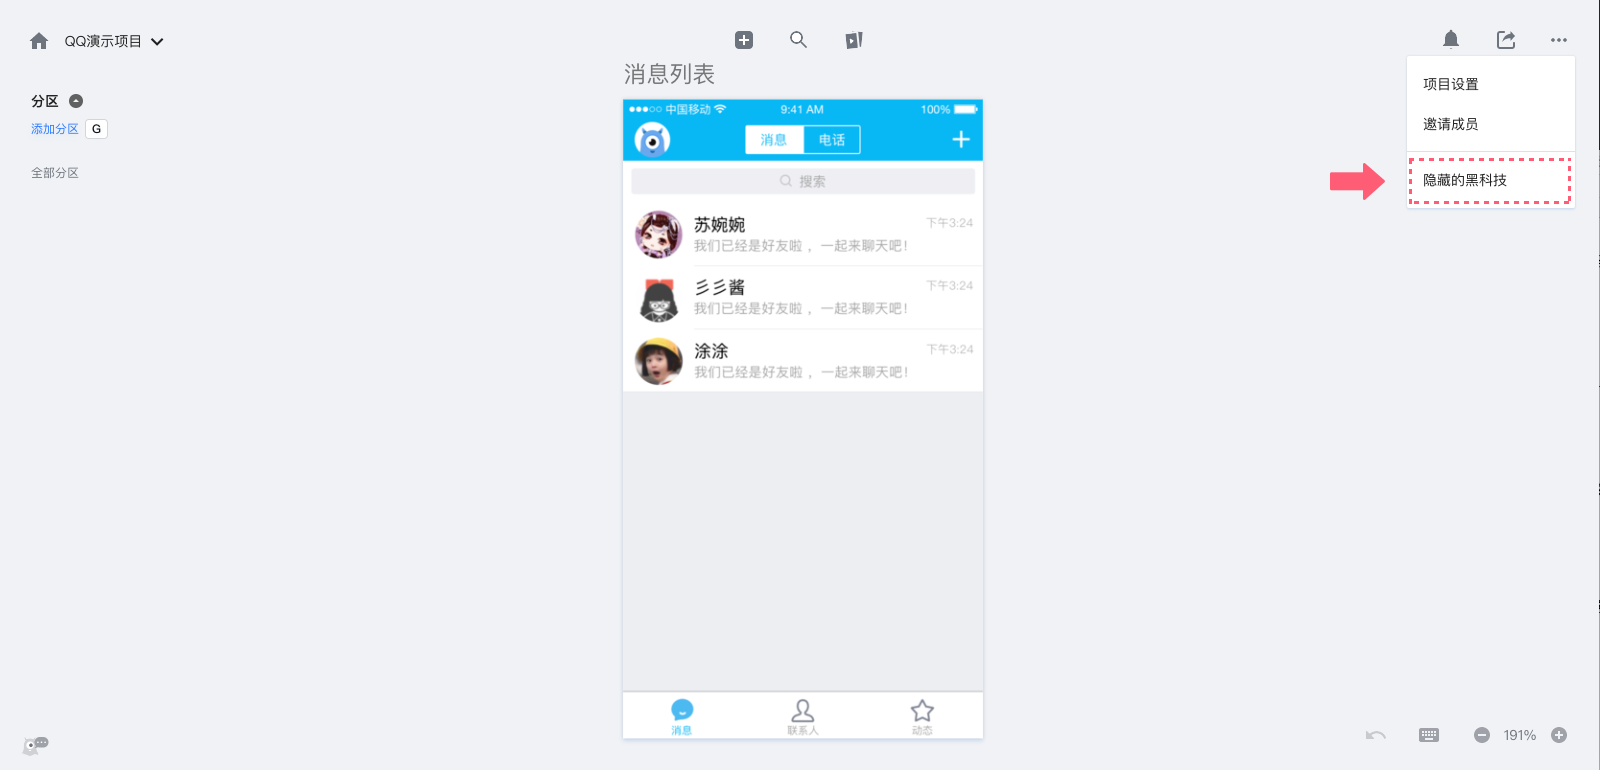 QQ演示项目
分区
添加分区 G
全部分区
消息列表
中国移动 9:41 AM 100%
消息 电话
搜索
苏婉婉 下午3:24
我们已经是好友啦，一起来聊天吧！
彡彡酱 下午3:24
我们已经是好友啦，一起来聊天吧！
涂涂 下午3:24
我们已经是好友啦，一起来聊天吧！
消息 联系人 动态
项目设置
邀请成员
隐藏的黑科技
191%